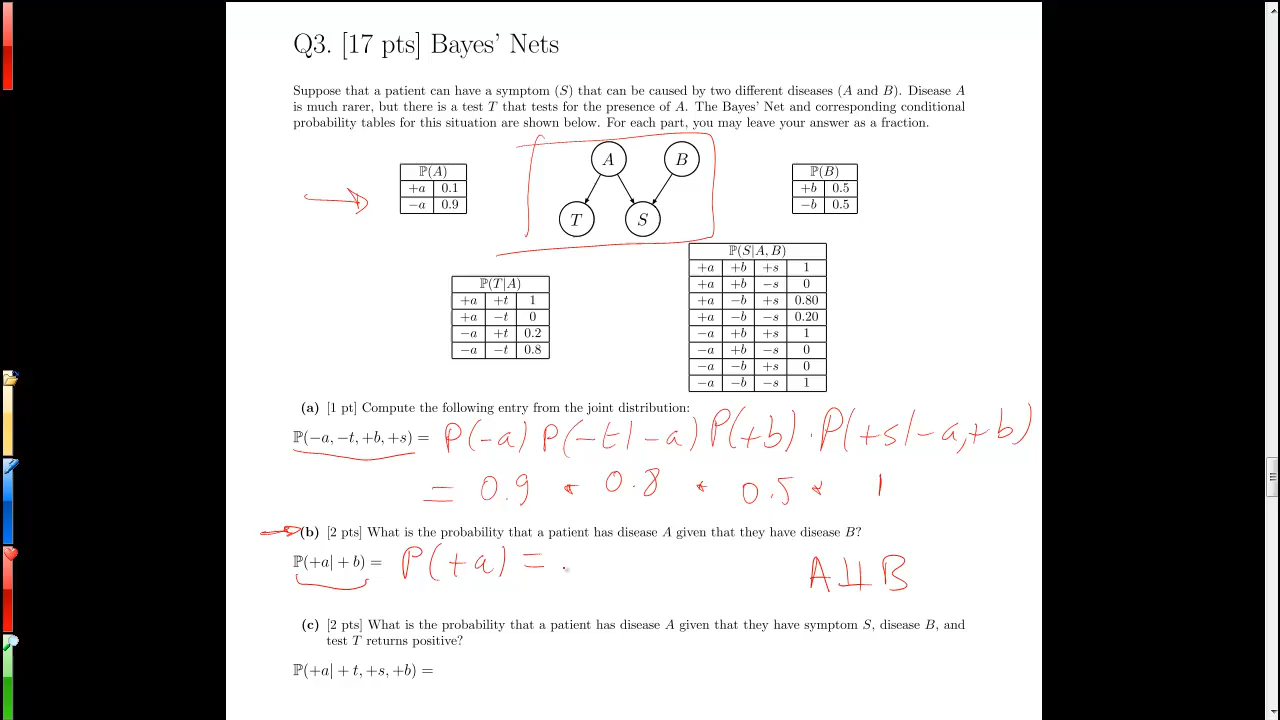 Q3. [17 pts] Bayes' Nets
Suppose that a patient can have a symptom (S) that can be caused by two different diseases (A and B). Disease A
is much rarer, but there is a test T that tests for the presence of A. The Bayes' Net and corresponding conditional
probability tables for this situation are shown below. For each part, you may leave your answer as a fraction.
ℙ(A)
+a 0.1
−a 0.9
A B
T S
ℙ(B)
+b 0.5
−b 0.5
ℙ(T|A)
+a +t 1
+a −t 0
−a +t 0.2
−a −t 0.8
ℙ(S|A, B)
+a +b +s 1
+a +b −s 0
+a −b +s 0.80
+a −b −s 0.20
−a +b +s 1
−a +b −s 0
−a −b +s 0
−a −b −s 1
(a) [1 pt] Compute the following entry from the joint distribution:
ℙ(−a, −t, +b, +s) = P(-a) P(-t|-a) P(+b) · P(+s|-a,+b)
= 0.9 * 0.8 * 0.5 * 1
(b) [2 pts] What is the probability that a patient has disease A given that they have disease B?
ℙ(+a| + b) = P(+a) = . A ⫫ B
(c) [2 pts] What is the probability that a patient has disease A given that they have symptom S, disease B, and
test T returns positive?
ℙ(+a| + t, +s, +b) =